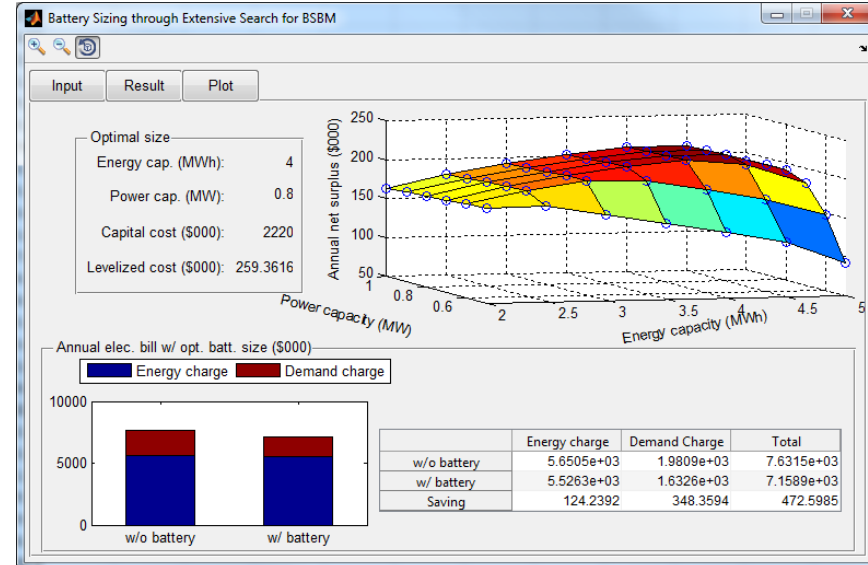 Battery Sizing through Extensive Search for BSBM
Input Result Plot
Optimal size
Energy cap. (MWh): 4
Power cap. (MW): 0.8
Capital cost ($000): 2220
Levelized cost ($000): 259.3616
Annual net surplus ($000)
250
200
150
100
50
1
0.8
0.6
Power capacity (MW)
2 2.5 3 3.5 4 4.5 5
Energy capacity (MWh)
Annual elec. bill w/ opt. batt. size ($000)
Energy charge Demand charge
10000
5000
0
w/o battery w/ battery
Energy charge Demand Charge Total
w/o battery 5.6505e+03 1.9809e+03 7.6315e+03
w/ battery 5.5263e+03 1.6326e+03 7.1589e+03
Saving 124.2392 348.3594 472.5985